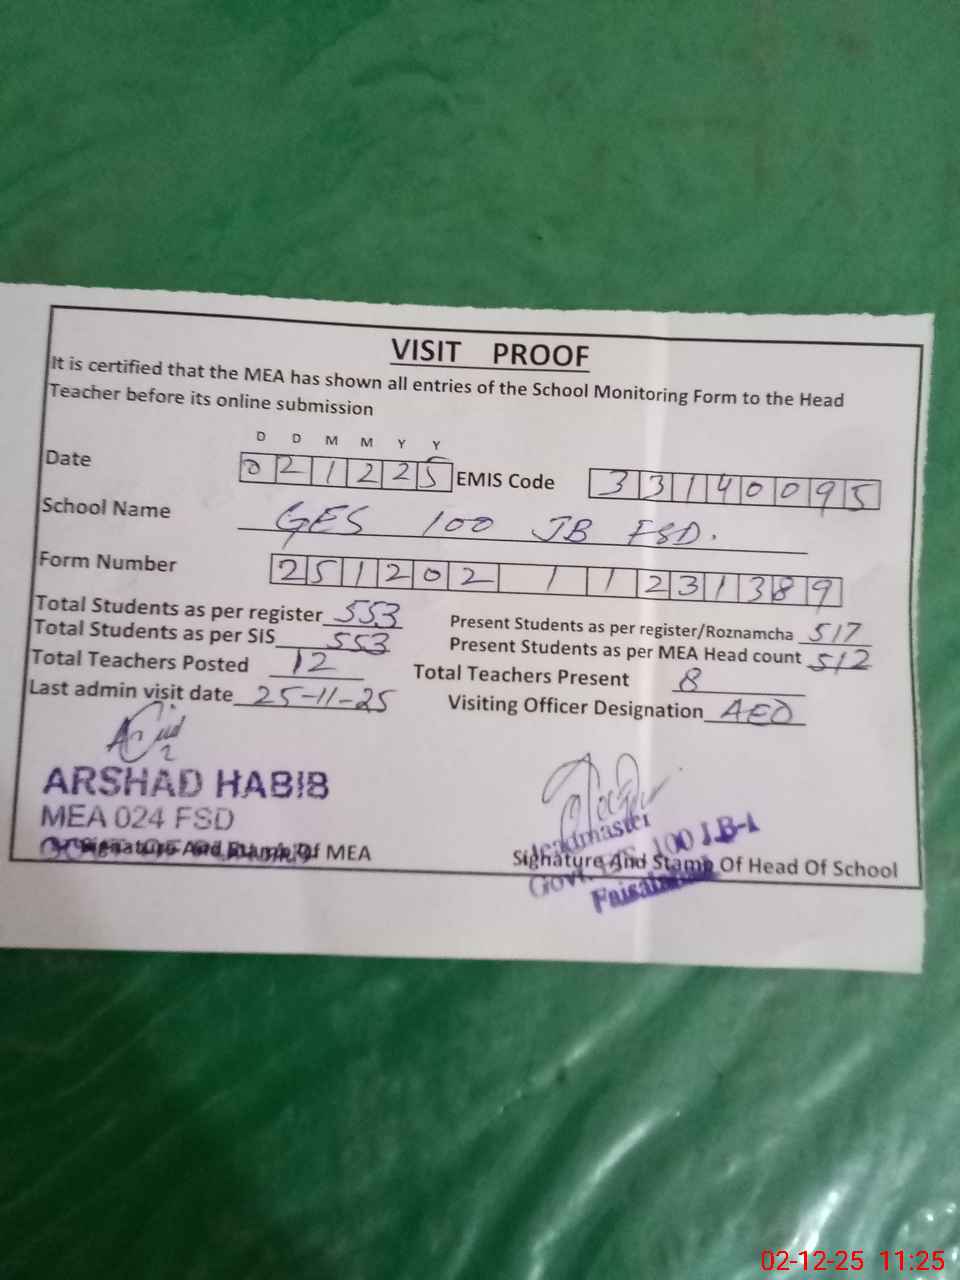 VISIT PROOF
It is certified that the MEA has shown all entries of the School Monitoring Form to the Head
Teacher before its online submission
D D M M Y Y
Date 021225 EMIS Code 33140095
School Name GES 100 JB FSD.
Form Number 25120211231389
Total Students as per register 553 Present Students as per register/Roznamcha 517
Total Students as per SIS 553 Present Students as per MEA Head count 512
Total Teachers Posted 12 Total Teachers Present 8
Last admin visit date 25-11-25 Visiting Officer Designation AEO
ARSHAD HABIB
MEA 024 FSD
Signature And Stamp Of MEA
Headmaster
Signature And Stamp Of Head Of School
Govt. 100 J.B-1
Faisalabad
02-12-25 11:25